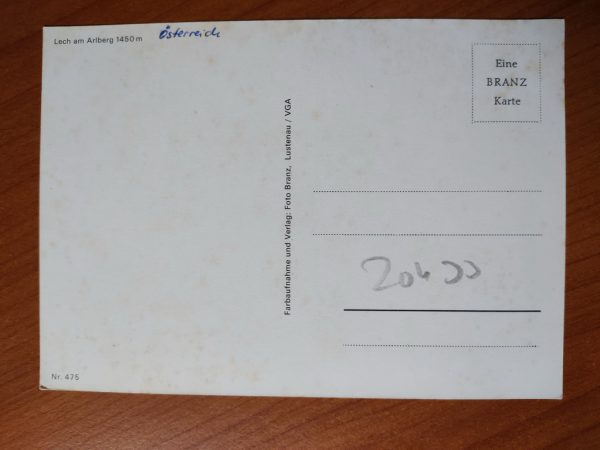 Lech am Arlberg 1450 m
Österreich
Eine
BRANZ
Karte
Farbaufnahme und Verlag: Foto Branz, Lustenau / VGA
Nr. 475